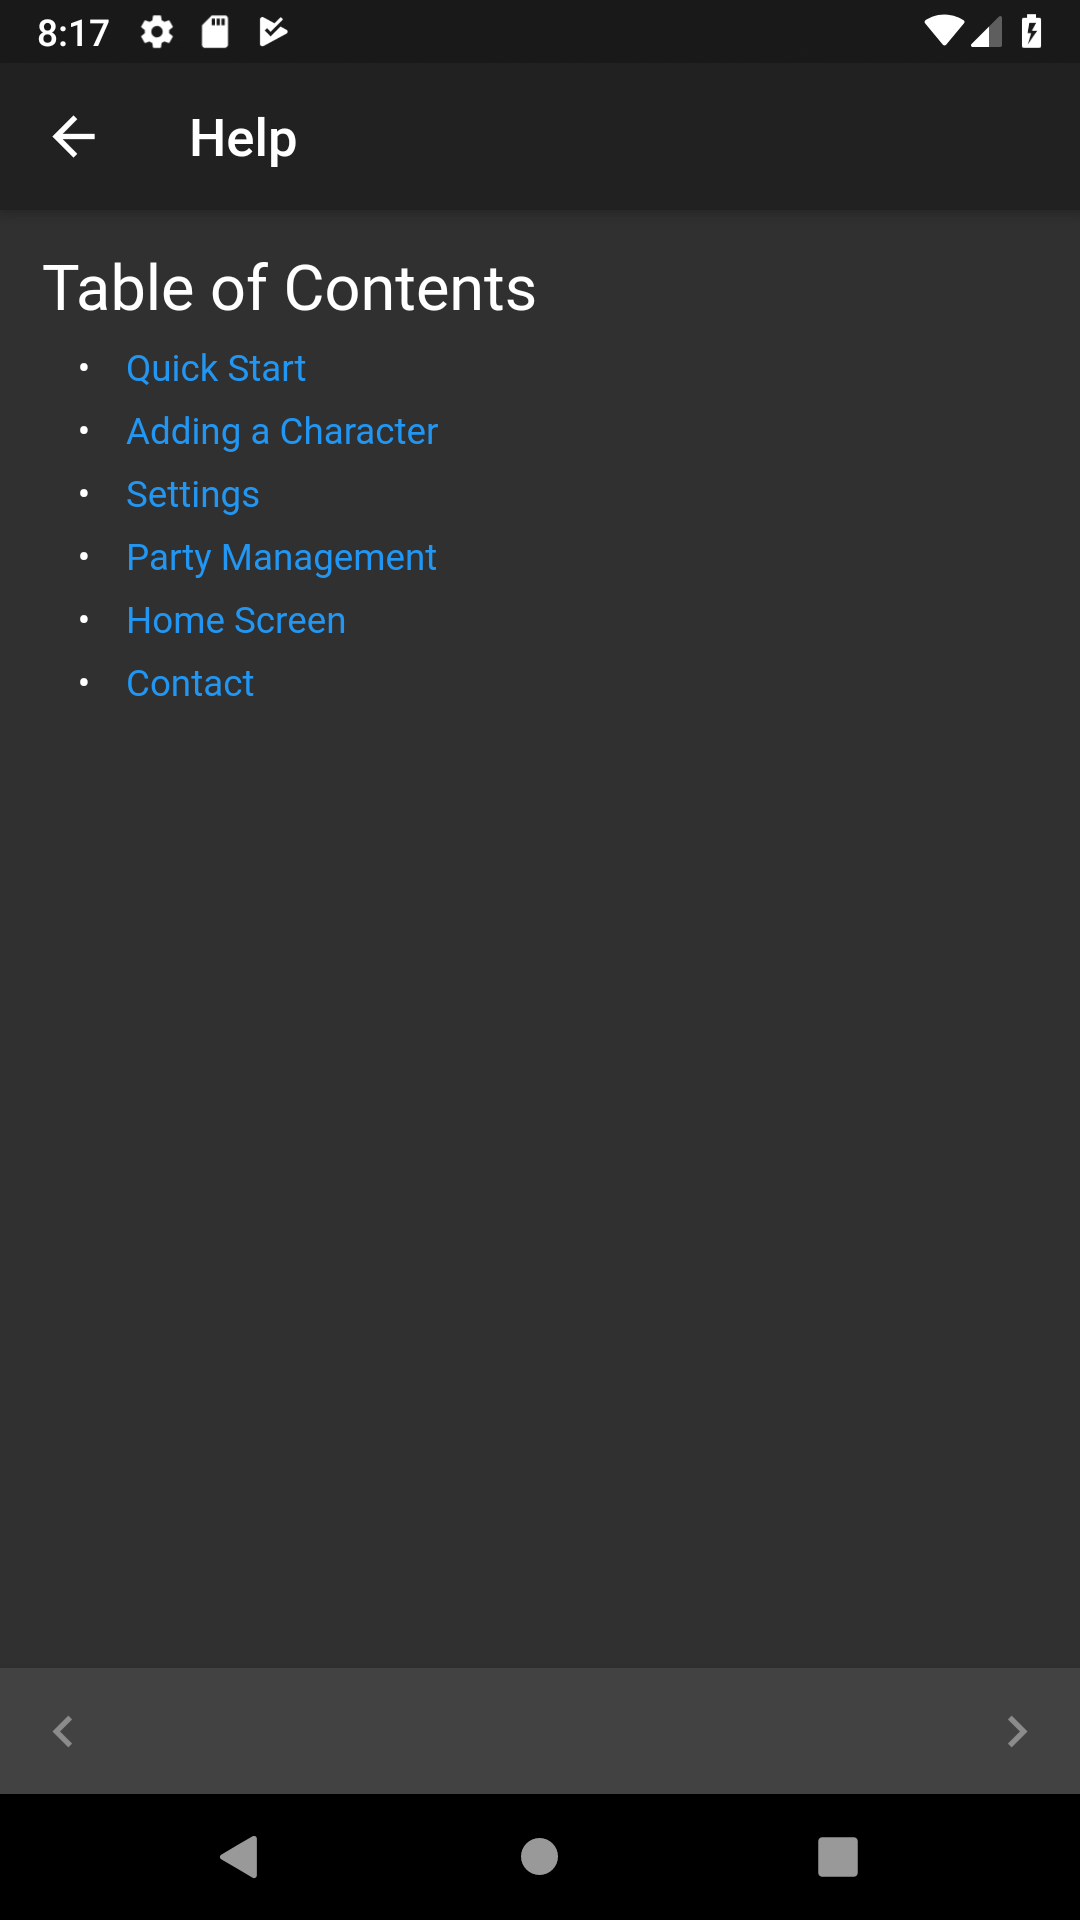 8:17
Help
Table of Contents
• Quick Start
• Adding a Character
• Settings
• Party Management
• Home Screen
• Contact